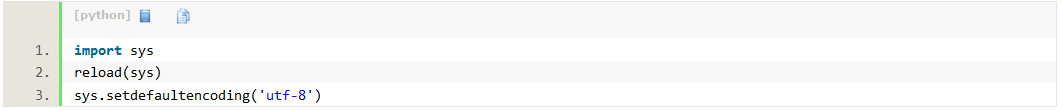 [python]
1. import sys
2. reload(sys)
3. sys.setdefaultencoding('utf-8')